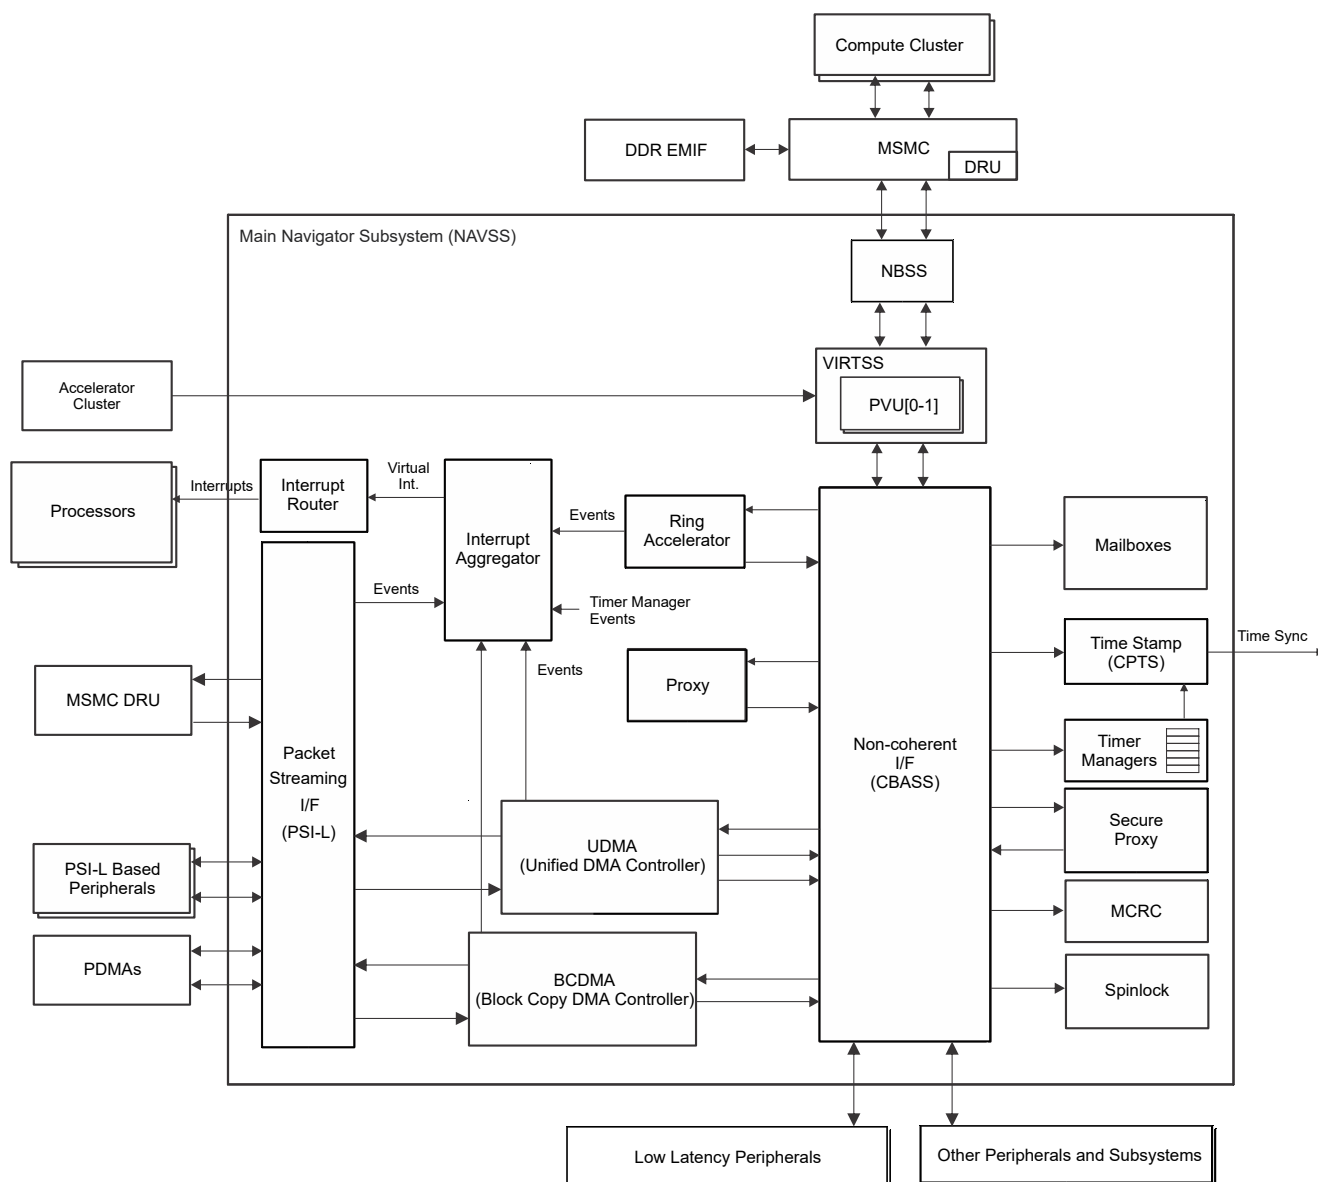 Compute Cluster
DDR EMIF
MSMC
DRU
Main Navigator Subsystem (NAVSS)
NBSS
VIRTSS
PVU[0-1]
Accelerator
Cluster
Processors
Interrupts
Interrupt
Router
Virtual
Int.
Interrupt
Aggregator
Events
Ring
Accelerator
Mailboxes
Events
Timer Manager
Events
Time Stamp
(CPTS)
Time Sync
MSMC DRU
Events
Proxy
Packet
Streaming
I/F
(PSI-L)
Non-coherent
I/F
(CBASS)
Timer
Managers
Secure
Proxy
UDMA
(Unified DMA Controller)
PSI-L Based
Peripherals
MCRC
PDMAs
BCDMA
(Block Copy DMA Controller)
Spinlock
Low Latency Peripherals
Other Peripherals and Subsystems